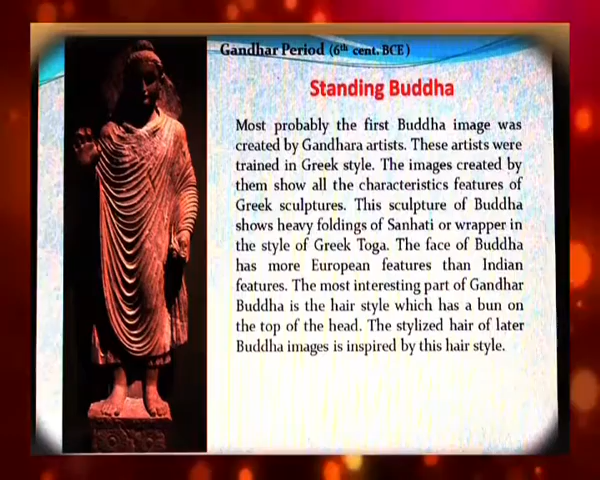 Gandhar Period (6th cent. BCE)
Standing Buddha
Most probably the first Buddha image was
created by Gandhara artists. These artists were
trained in Greek style. The images created by
them show all the characteristics features of
Greek sculptures. This sculpture of Buddha
shows heavy foldings of Sanhati or wrapper in
the style of Greek Toga. The face of Buddha
has more European features than Indian
features. The most interesting part of Gandhar
Buddha is the hair style which has a bun on
the top of the head. The stylized hair of later
Buddha images is inspired by this hair style.